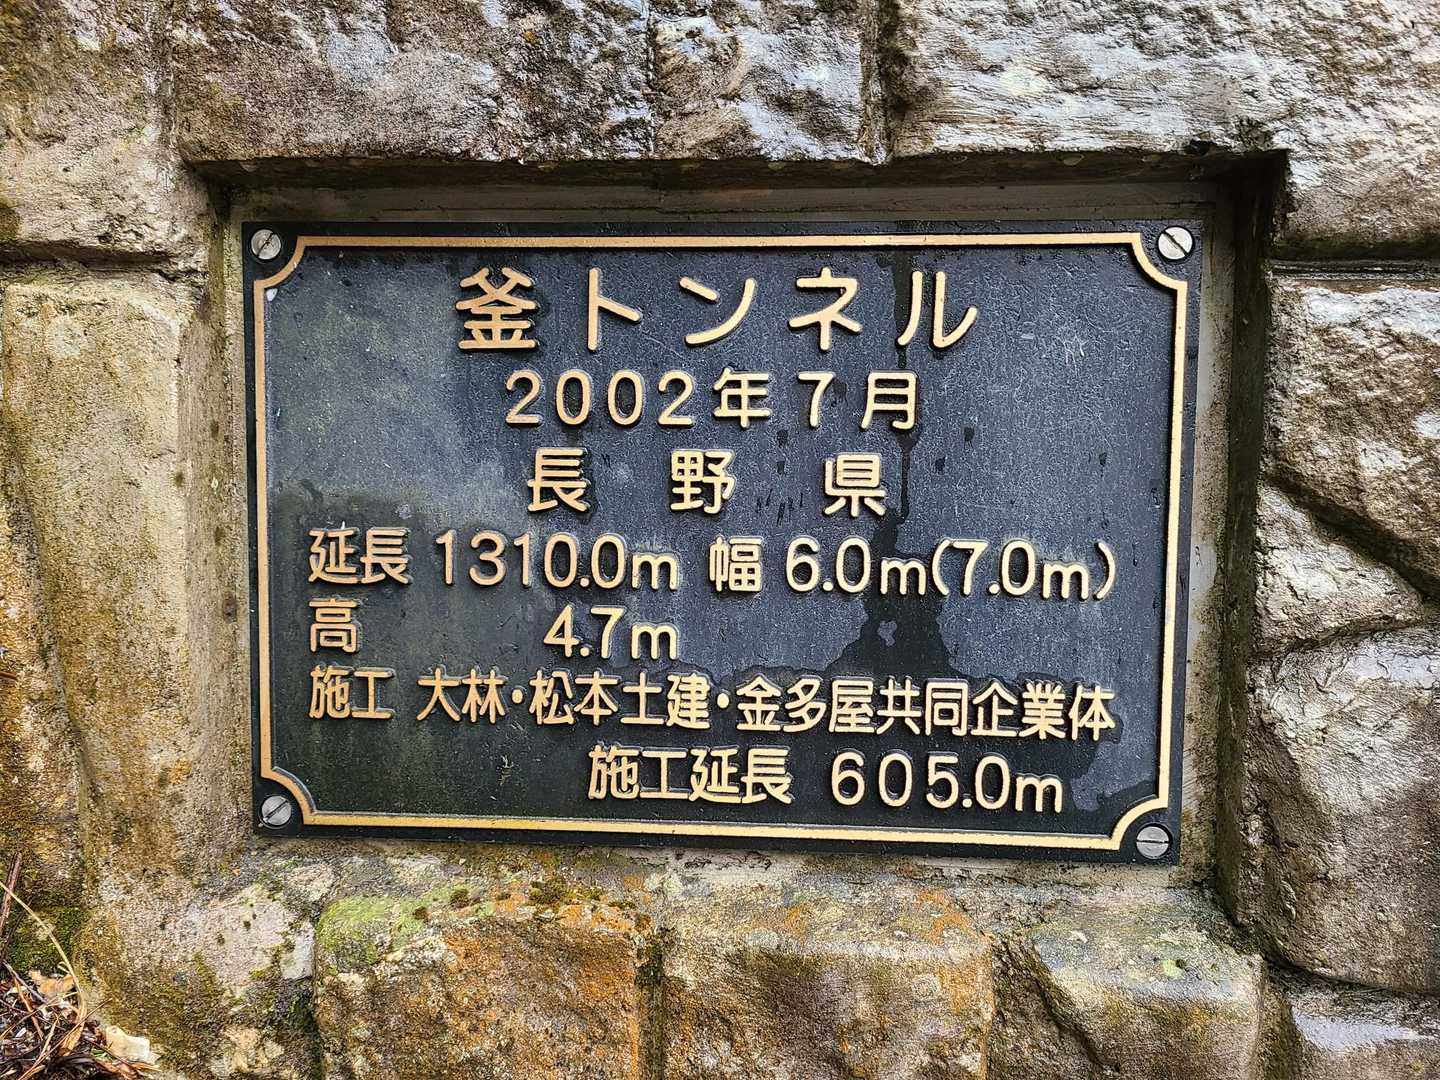 釜トンネル
2002年7月
長野県
延長 1310.0m 幅 6.0m(7.0m)
高 4.7m
施工 大林・松本土建・金多屋共同企業体
施工延長 605.0m